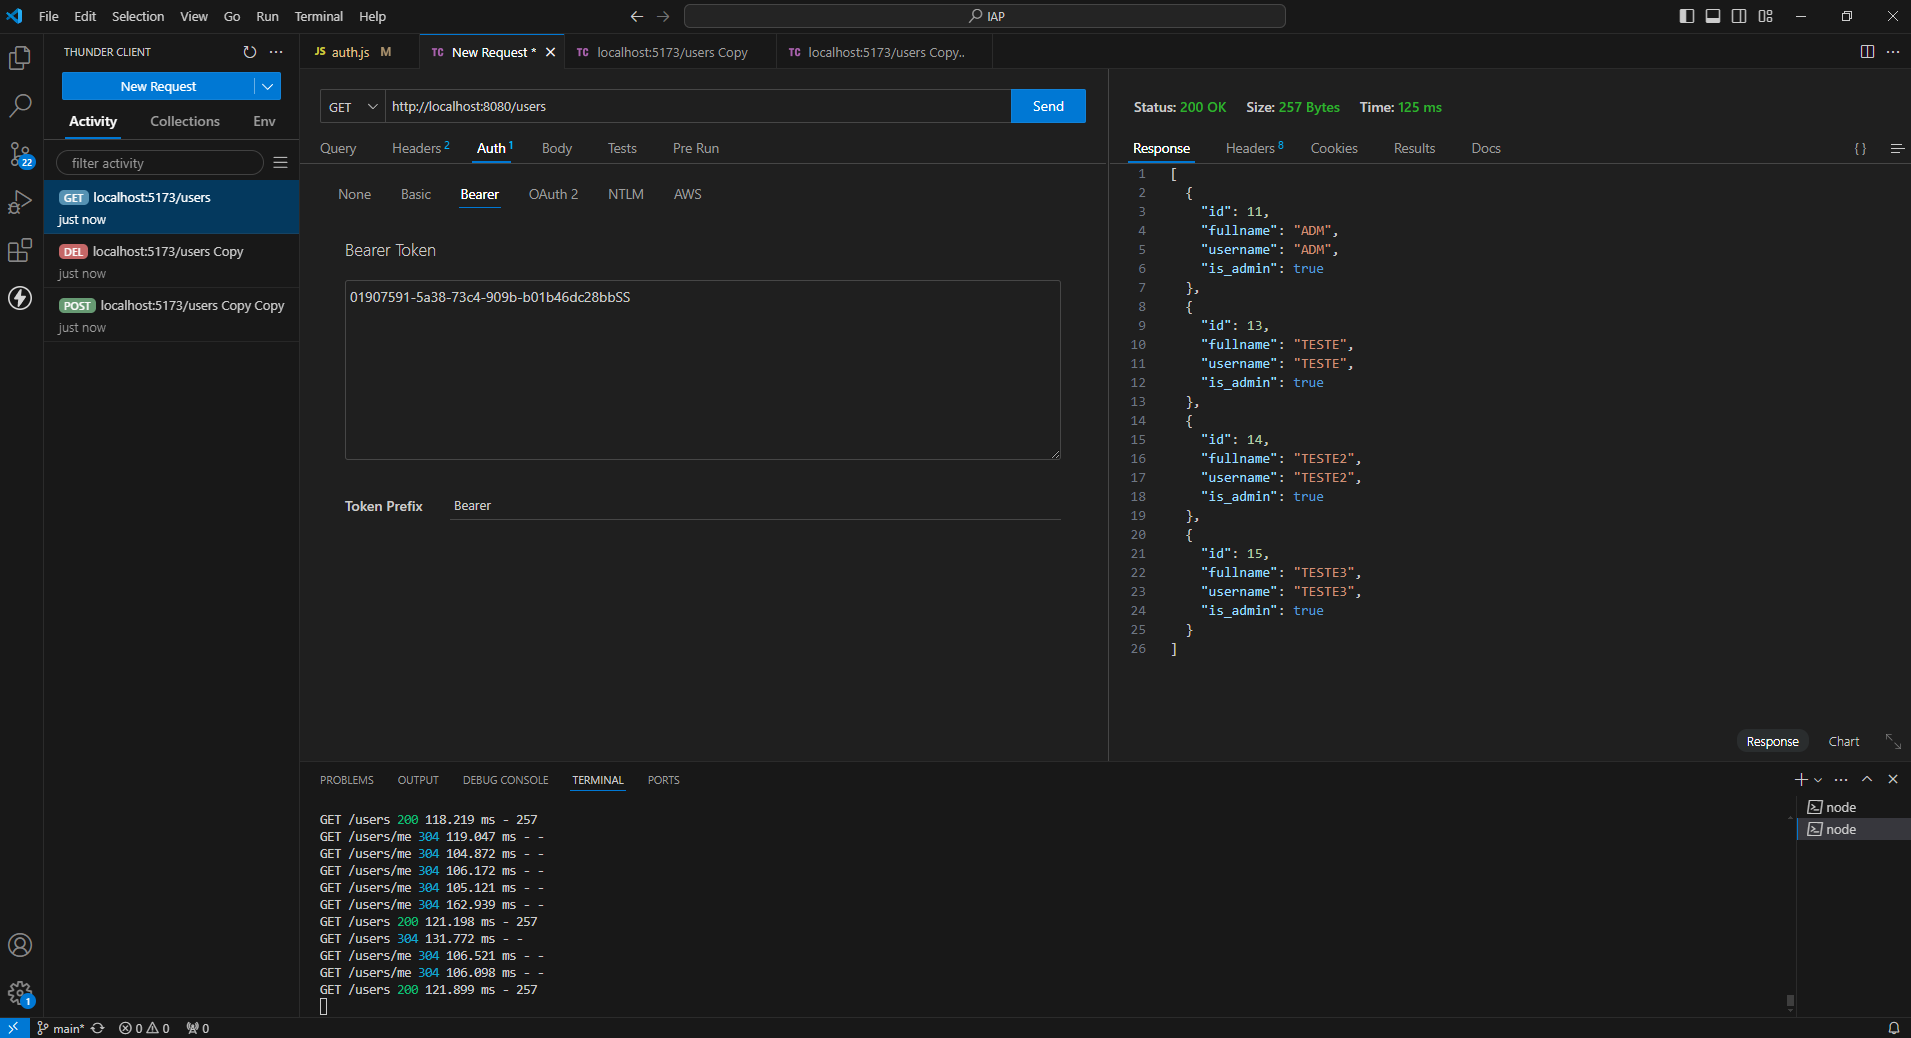 File Edit Selection View Go Run Terminal Help
IAP
THUNDER CLIENT
New Request
Activity Collections Env
filter activity
GET localhost:5173/users
just now
DEL localhost:5173/users Copy
just now
POST localhost:5173/users Copy Copy
just now
22
1
JS auth.js M
TC New Request *
TC localhost:5173/users Copy
TC localhost:5173/users Copy..
GET http://localhost:8080/users Send
Query Headers 2 Auth 1 Body Tests Pre Run
None Basic Bearer OAuth 2 NTLM AWS
Bearer Token
01907591-5a38-73c4-909b-b01b46dc28bbSS
Token Prefix Bearer
Status: 200 OK Size: 257 Bytes Time: 125 ms
Response Headers 8 Cookies Results Docs { }
1 [
2 {
3 "id": 11,
4 "fullname": "ADM",
5 "username": "ADM",
6 "is_admin": true
7 },
8 {
9 "id": 13,
10 "fullname": "TESTE",
11 "username": "TESTE",
12 "is_admin": true
13 },
14 {
15 "id": 14,
16 "fullname": "TESTE2",
17 "username": "TESTE2",
18 "is_admin": true
19 },
20 {
21 "id": 15,
22 "fullname": "TESTE3",
23 "username": "TESTE3",
24 "is_admin": true
25 }
26 ]
Response Chart
PROBLEMS OUTPUT DEBUG CONSOLE TERMINAL PORTS
GET /users 200 118.219 ms - 257
GET /users/me 304 119.047 ms - -
GET /users/me 304 104.872 ms - -
GET /users/me 304 106.172 ms - -
GET /users/me 304 105.121 ms - -
GET /users/me 304 162.939 ms - -
GET /users 200 121.198 ms - 257
GET /users 304 131.772 ms - -
GET /users/me 304 106.521 ms - -
GET /users/me 304 106.098 ms - -
GET /users 200 121.899 ms - 257
node
node
main* 0 0 0